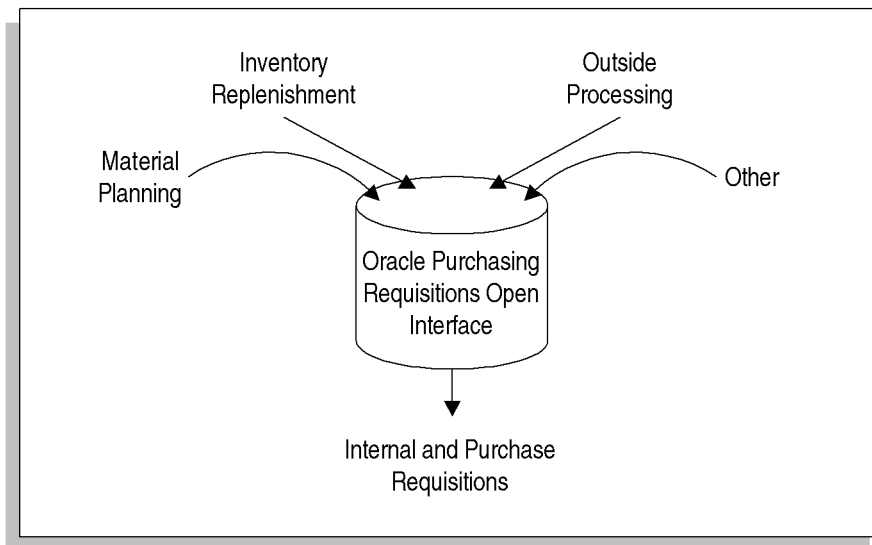 Inventory
Replenishment
Outside
Processing
Material
Planning
Other
Oracle Purchasing
Requisitions Open
Interface
Internal and Purchase
Requisitions